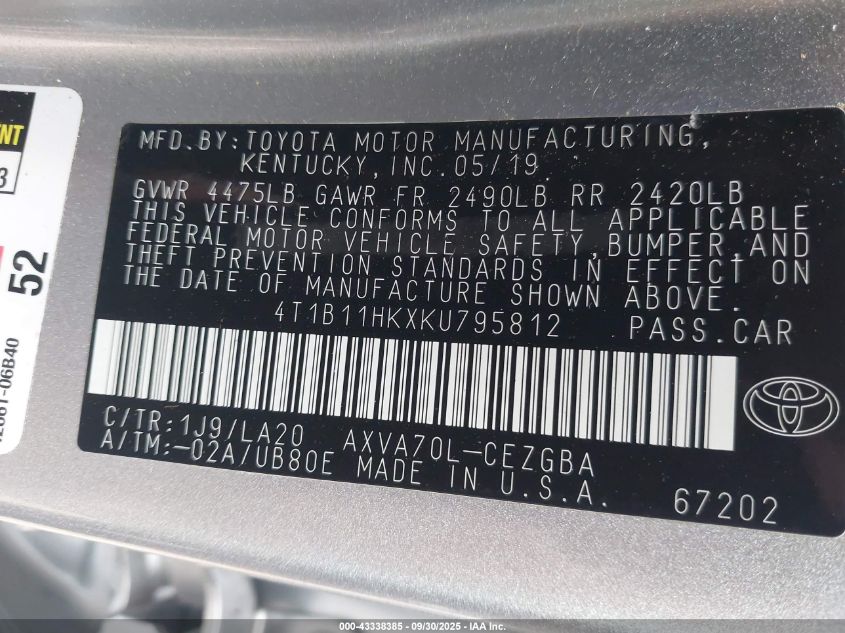 MFD.BY:TOYOTA MOTOR MANUFACTURING,
KENTUCKY,INC.05/19
GVWR 4475LB GAWR FR 2490LB RR 2420LB
THIS VEHICLE CONFORMS TO ALL APPLICABLE
FEDERAL MOTOR VEHICLE SAFETY,BUMPER,AND
THEFT PREVENTION STANDARDS IN EFFECT ON
THE DATE OF MANUFACTURE SHOWN ABOVE.
4T1B11HKXKU795812 PASS.CAR
C/TR:1J9/LA20 AXVA70L-CEZGBA
A/TM:-02A/UB80E MADE IN U.S.A.
67202
3
52
-06B40
000-43338385 - 09/30/2025 - IAA Inc.